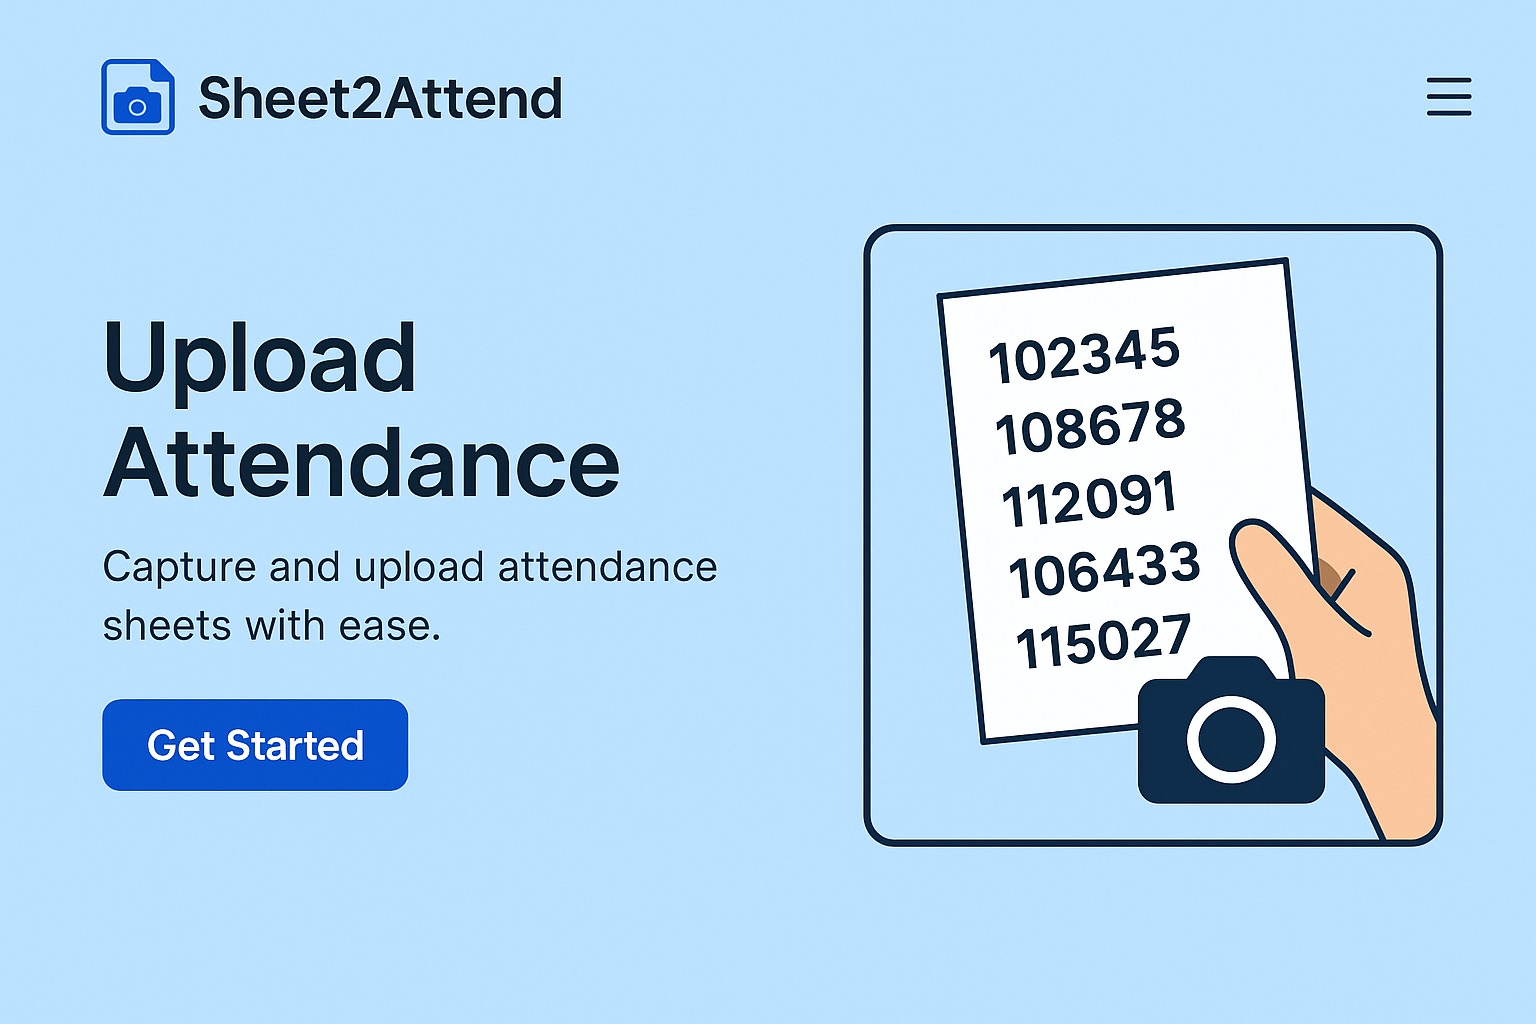 Sheet2Attend
Upload
Attendance
Capture and upload attendance
sheets with ease.
Get Started
102345
108678
112091
106433
115027